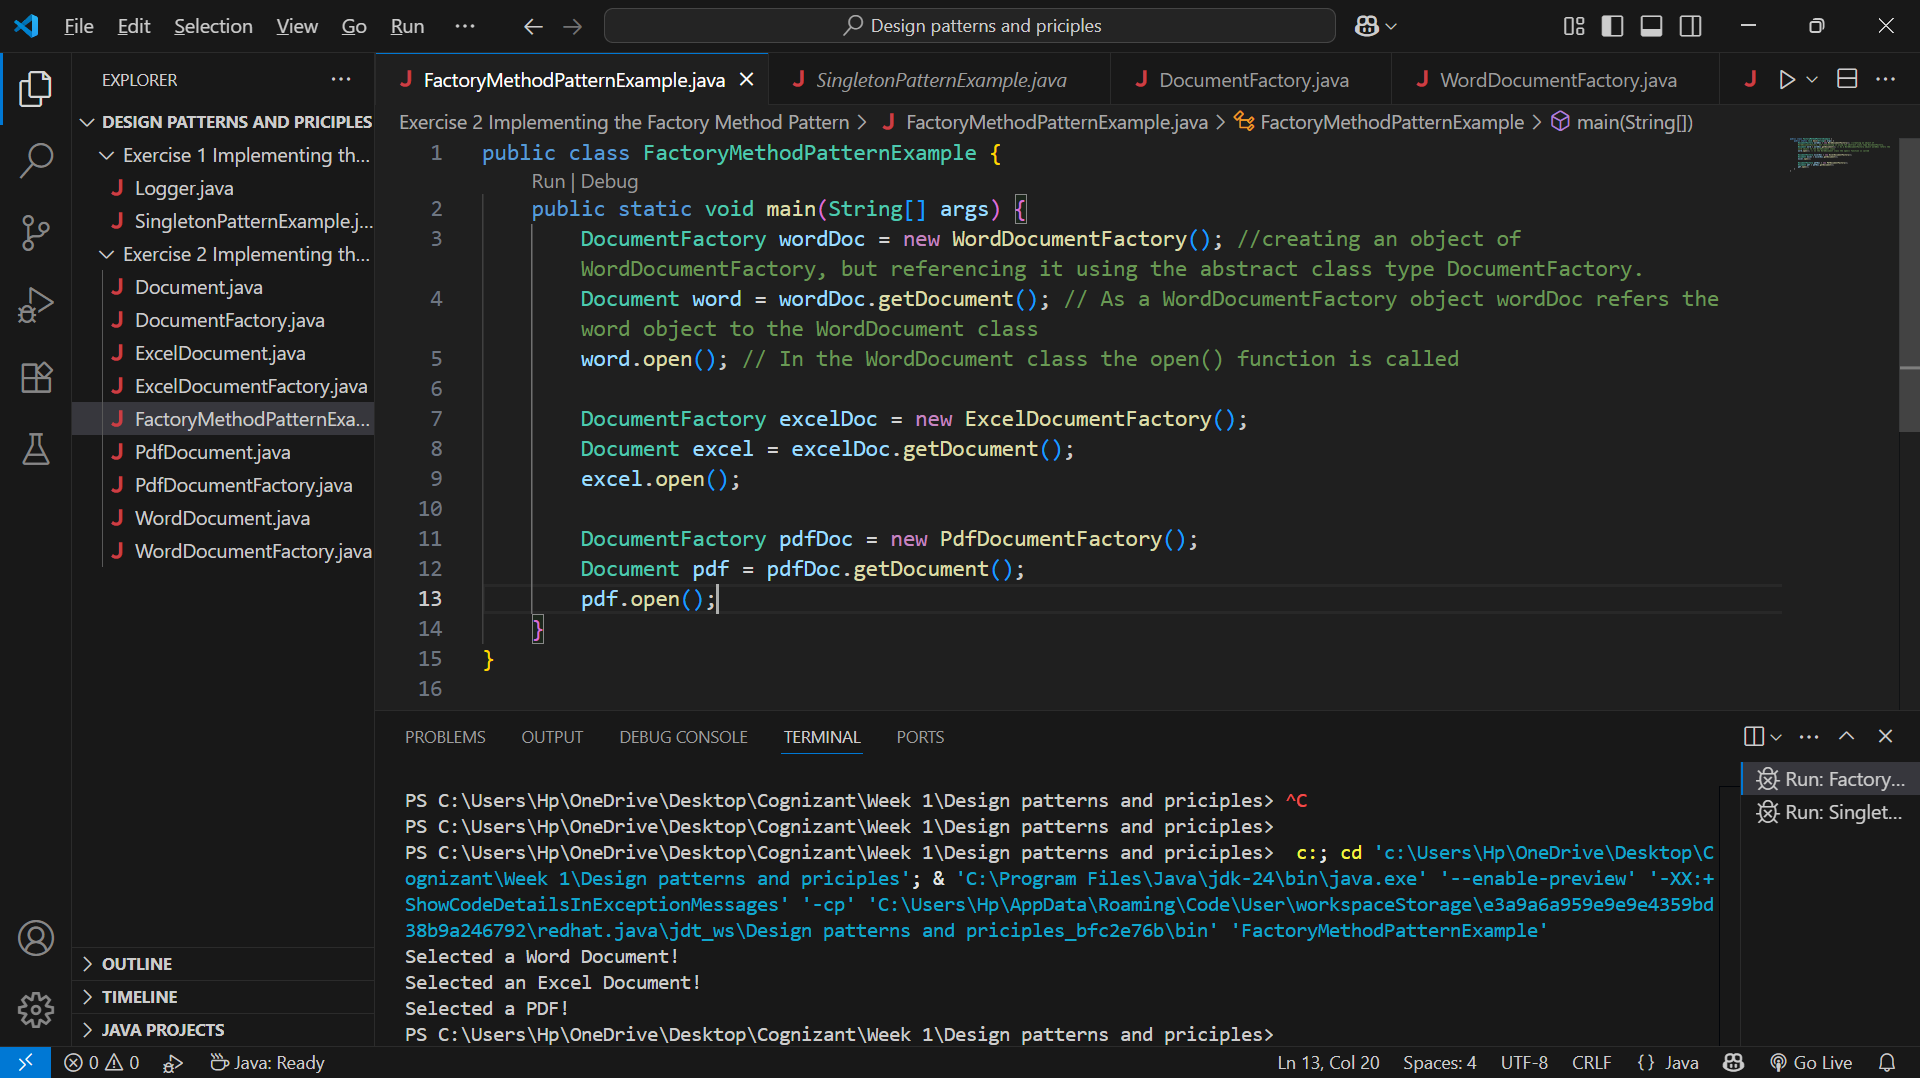 File Edit Selection View Go Run ··· Design patterns and priciples
EXPLORER
DESIGN PATTERNS AND PRICIPLES
Exercise 1 Implementing th...
Logger.java
SingletonPatternExample.j...
Exercise 2 Implementing th...
Document.java
DocumentFactory.java
ExcelDocument.java
ExcelDocumentFactory.java
FactoryMethodPatternExa...
PdfDocument.java
PdfDocumentFactory.java
WordDocument.java
WordDocumentFactory.java
OUTLINE
TIMELINE
JAVA PROJECTS
FactoryMethodPatternExample.java SingletonPatternExample.java DocumentFactory.java WordDocumentFactory.java
Exercise 2 Implementing the Factory Method Pattern > FactoryMethodPatternExample.java > FactoryMethodPatternExample > main(String[])
1 public class FactoryMethodPatternExample {
Run | Debug
2 public static void main(String[] args) {
3 DocumentFactory wordDoc = new WordDocumentFactory(); //creating an object of
WordDocumentFactory, but referencing it using the abstract class type DocumentFactory.
4 Document word = wordDoc.getDocument(); // As a WordDocumentFactory object wordDoc refers the
word object to the WordDocument class
5 word.open(); // In the WordDocument class the open() function is called
6
7 DocumentFactory excelDoc = new ExcelDocumentFactory();
8 Document excel = excelDoc.getDocument();
9 excel.open();
10
11 DocumentFactory pdfDoc = new PdfDocumentFactory();
12 Document pdf = pdfDoc.getDocument();
13 pdf.open();
14 }
15 }
16
PROBLEMS OUTPUT DEBUG CONSOLE TERMINAL PORTS
PS C:\Users\Hp\OneDrive\Desktop\Cognizant\Week 1\Design patterns and priciples> ^C
PS C:\Users\Hp\OneDrive\Desktop\Cognizant\Week 1\Design patterns and priciples>
PS C:\Users\Hp\OneDrive\Desktop\Cognizant\Week 1\Design patterns and priciples>  c:; cd 'c:\Users\Hp\OneDrive\Desktop\C
ognizant\Week 1\Design patterns and priciples'; & 'C:\Program Files\Java\jdk-24\bin\java.exe' '--enable-preview' '-XX:+
ShowCodeDetailsInExceptionMessages' '-cp' 'C:\Users\Hp\AppData\Roaming\Code\User\workspaceStorage\e3a9a6a959e9e9e4359bd
38b9a246792\redhat.java\jdt_ws\Design patterns and priciples_bfc2e76b\bin' 'FactoryMethodPatternExample'
Selected a Word Document!
Selected an Excel Document!
Selected a PDF!
PS C:\Users\Hp\OneDrive\Desktop\Cognizant\Week 1\Design patterns and priciples>
Run: Factory...
Run: Singlet...
0 0 Java: Ready Ln 13, Col 20 Spaces: 4 UTF-8 CRLF {} Java Go Live